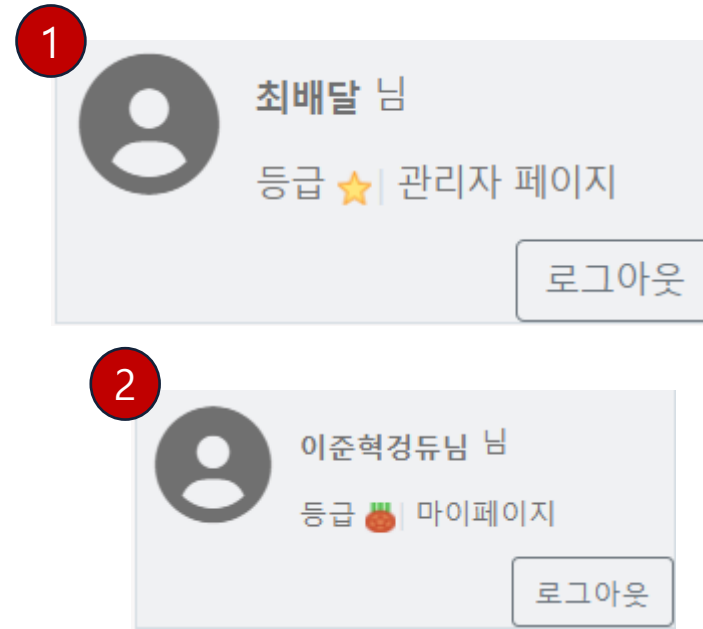 1
최배달 님
등급 | 관리자 페이지
로그아웃
2
이준혁겅듀님 님
등급 | 마이페이지
로그아웃